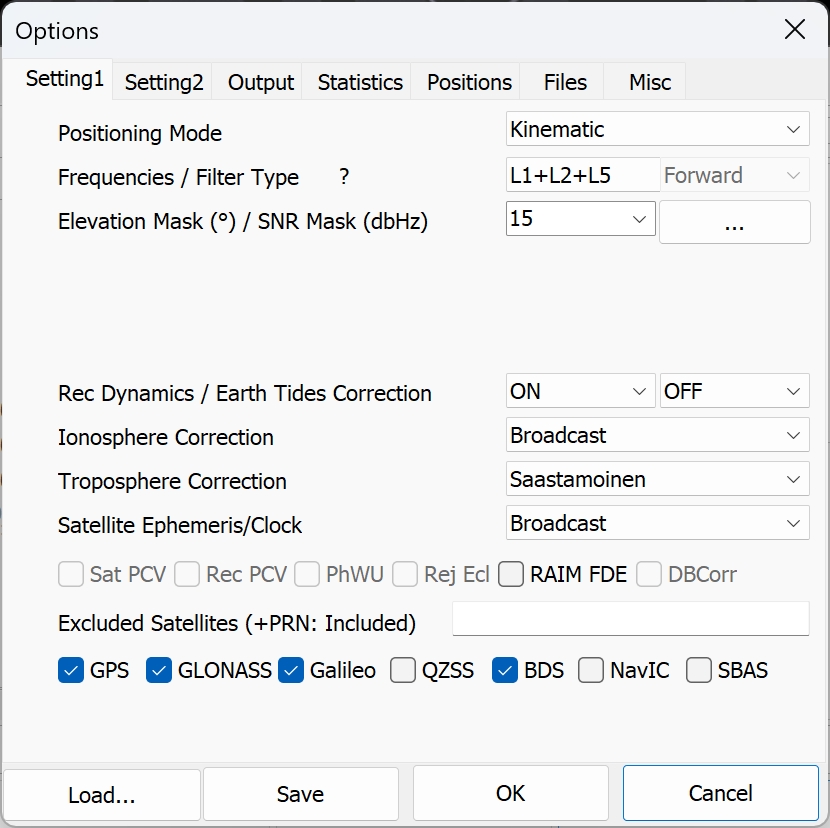 Options
Setting1 Setting2 Output Statistics Positions Files Misc
Positioning Mode Kinematic
Frequencies / Filter Type ? L1+L2+L5 Forward
Elevation Mask (°) / SNR Mask (dbHz) 15 ...
Rec Dynamics / Earth Tides Correction ON OFF
Ionosphere Correction Broadcast
Troposphere Correction Saastamoinen
Satellite Ephemeris/Clock Broadcast
Sat PCV Rec PCV PhWU Rej Ecl RAIM FDE DBCorr
Excluded Satellites (+PRN: Included)
GPS GLONASS Galileo QZSS BDS NavIC SBAS
Load... Save OK Cancel